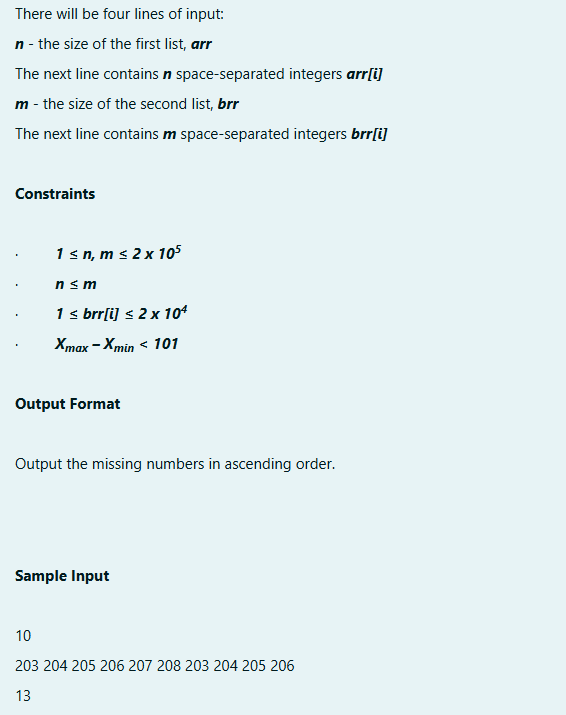 There will be four lines of input:
n - the size of the first list, arr
The next line contains n space-separated integers arr[i]
m - the size of the second list, brr
The next line contains m space-separated integers brr[i]
Constraints
· 1 ≤ n, m ≤ 2 x 10⁵
· n ≤ m
· 1 ≤ brr[i] ≤ 2 x 10⁴
· Xmax – Xmin < 101
Output Format
Output the missing numbers in ascending order.
Sample Input
10
203 204 205 206 207 208 203 204 205 206
13